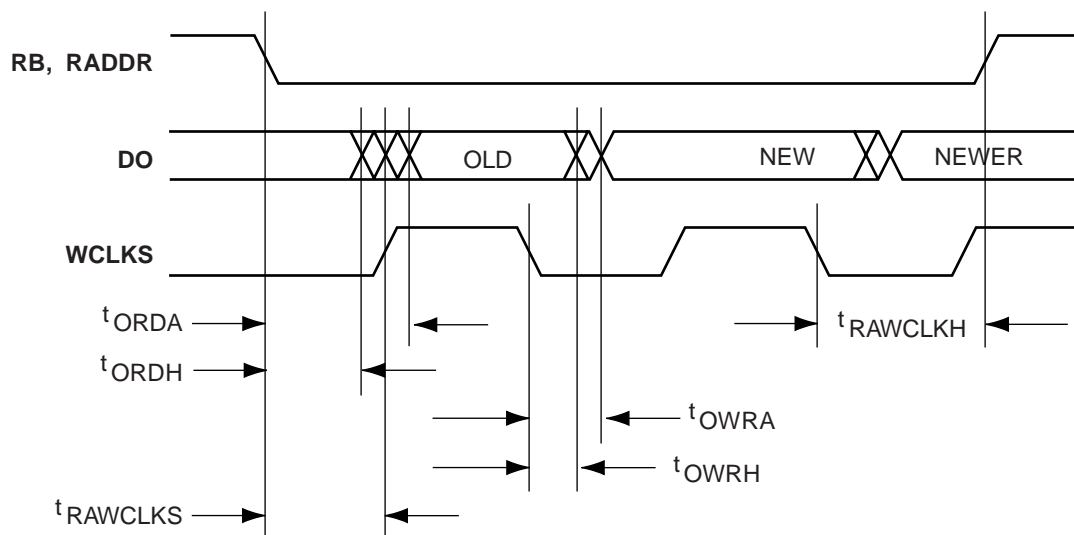 RB, RADDR
DO
OLD
NEW
NEWER
WCLKS
tORDA
tRAWCLKH
tORDH
tOWRA
tOWRH
tRAWCLKS